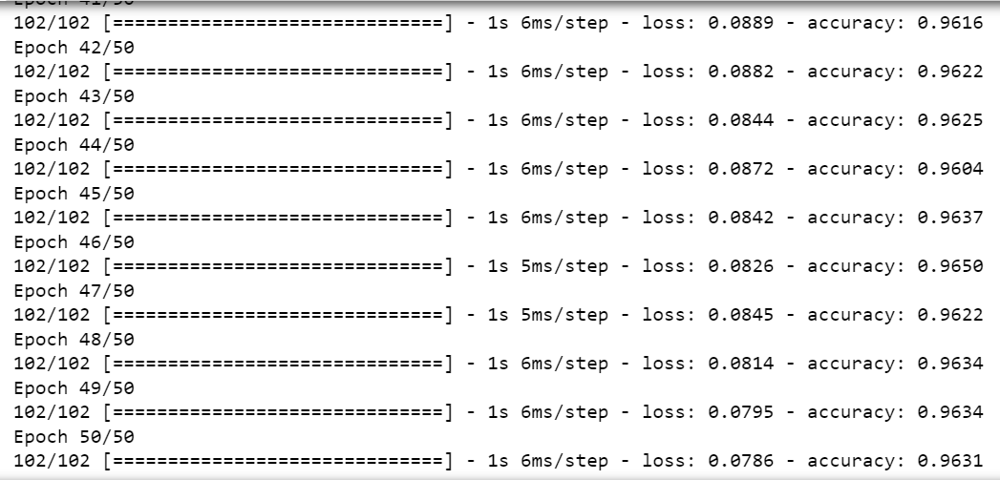 Epoch 41/50
102/102 [==============================] - 1s 6ms/step - loss: 0.0889 - accuracy: 0.9616
Epoch 42/50
102/102 [==============================] - 1s 6ms/step - loss: 0.0882 - accuracy: 0.9622
Epoch 43/50
102/102 [==============================] - 1s 6ms/step - loss: 0.0844 - accuracy: 0.9625
Epoch 44/50
102/102 [==============================] - 1s 6ms/step - loss: 0.0872 - accuracy: 0.9604
Epoch 45/50
102/102 [==============================] - 1s 6ms/step - loss: 0.0842 - accuracy: 0.9637
Epoch 46/50
102/102 [==============================] - 1s 5ms/step - loss: 0.0826 - accuracy: 0.9650
Epoch 47/50
102/102 [==============================] - 1s 5ms/step - loss: 0.0845 - accuracy: 0.9622
Epoch 48/50
102/102 [==============================] - 1s 6ms/step - loss: 0.0814 - accuracy: 0.9634
Epoch 49/50
102/102 [==============================] - 1s 6ms/step - loss: 0.0795 - accuracy: 0.9634
Epoch 50/50
102/102 [==============================] - 1s 6ms/step - loss: 0.0786 - accuracy: 0.9631